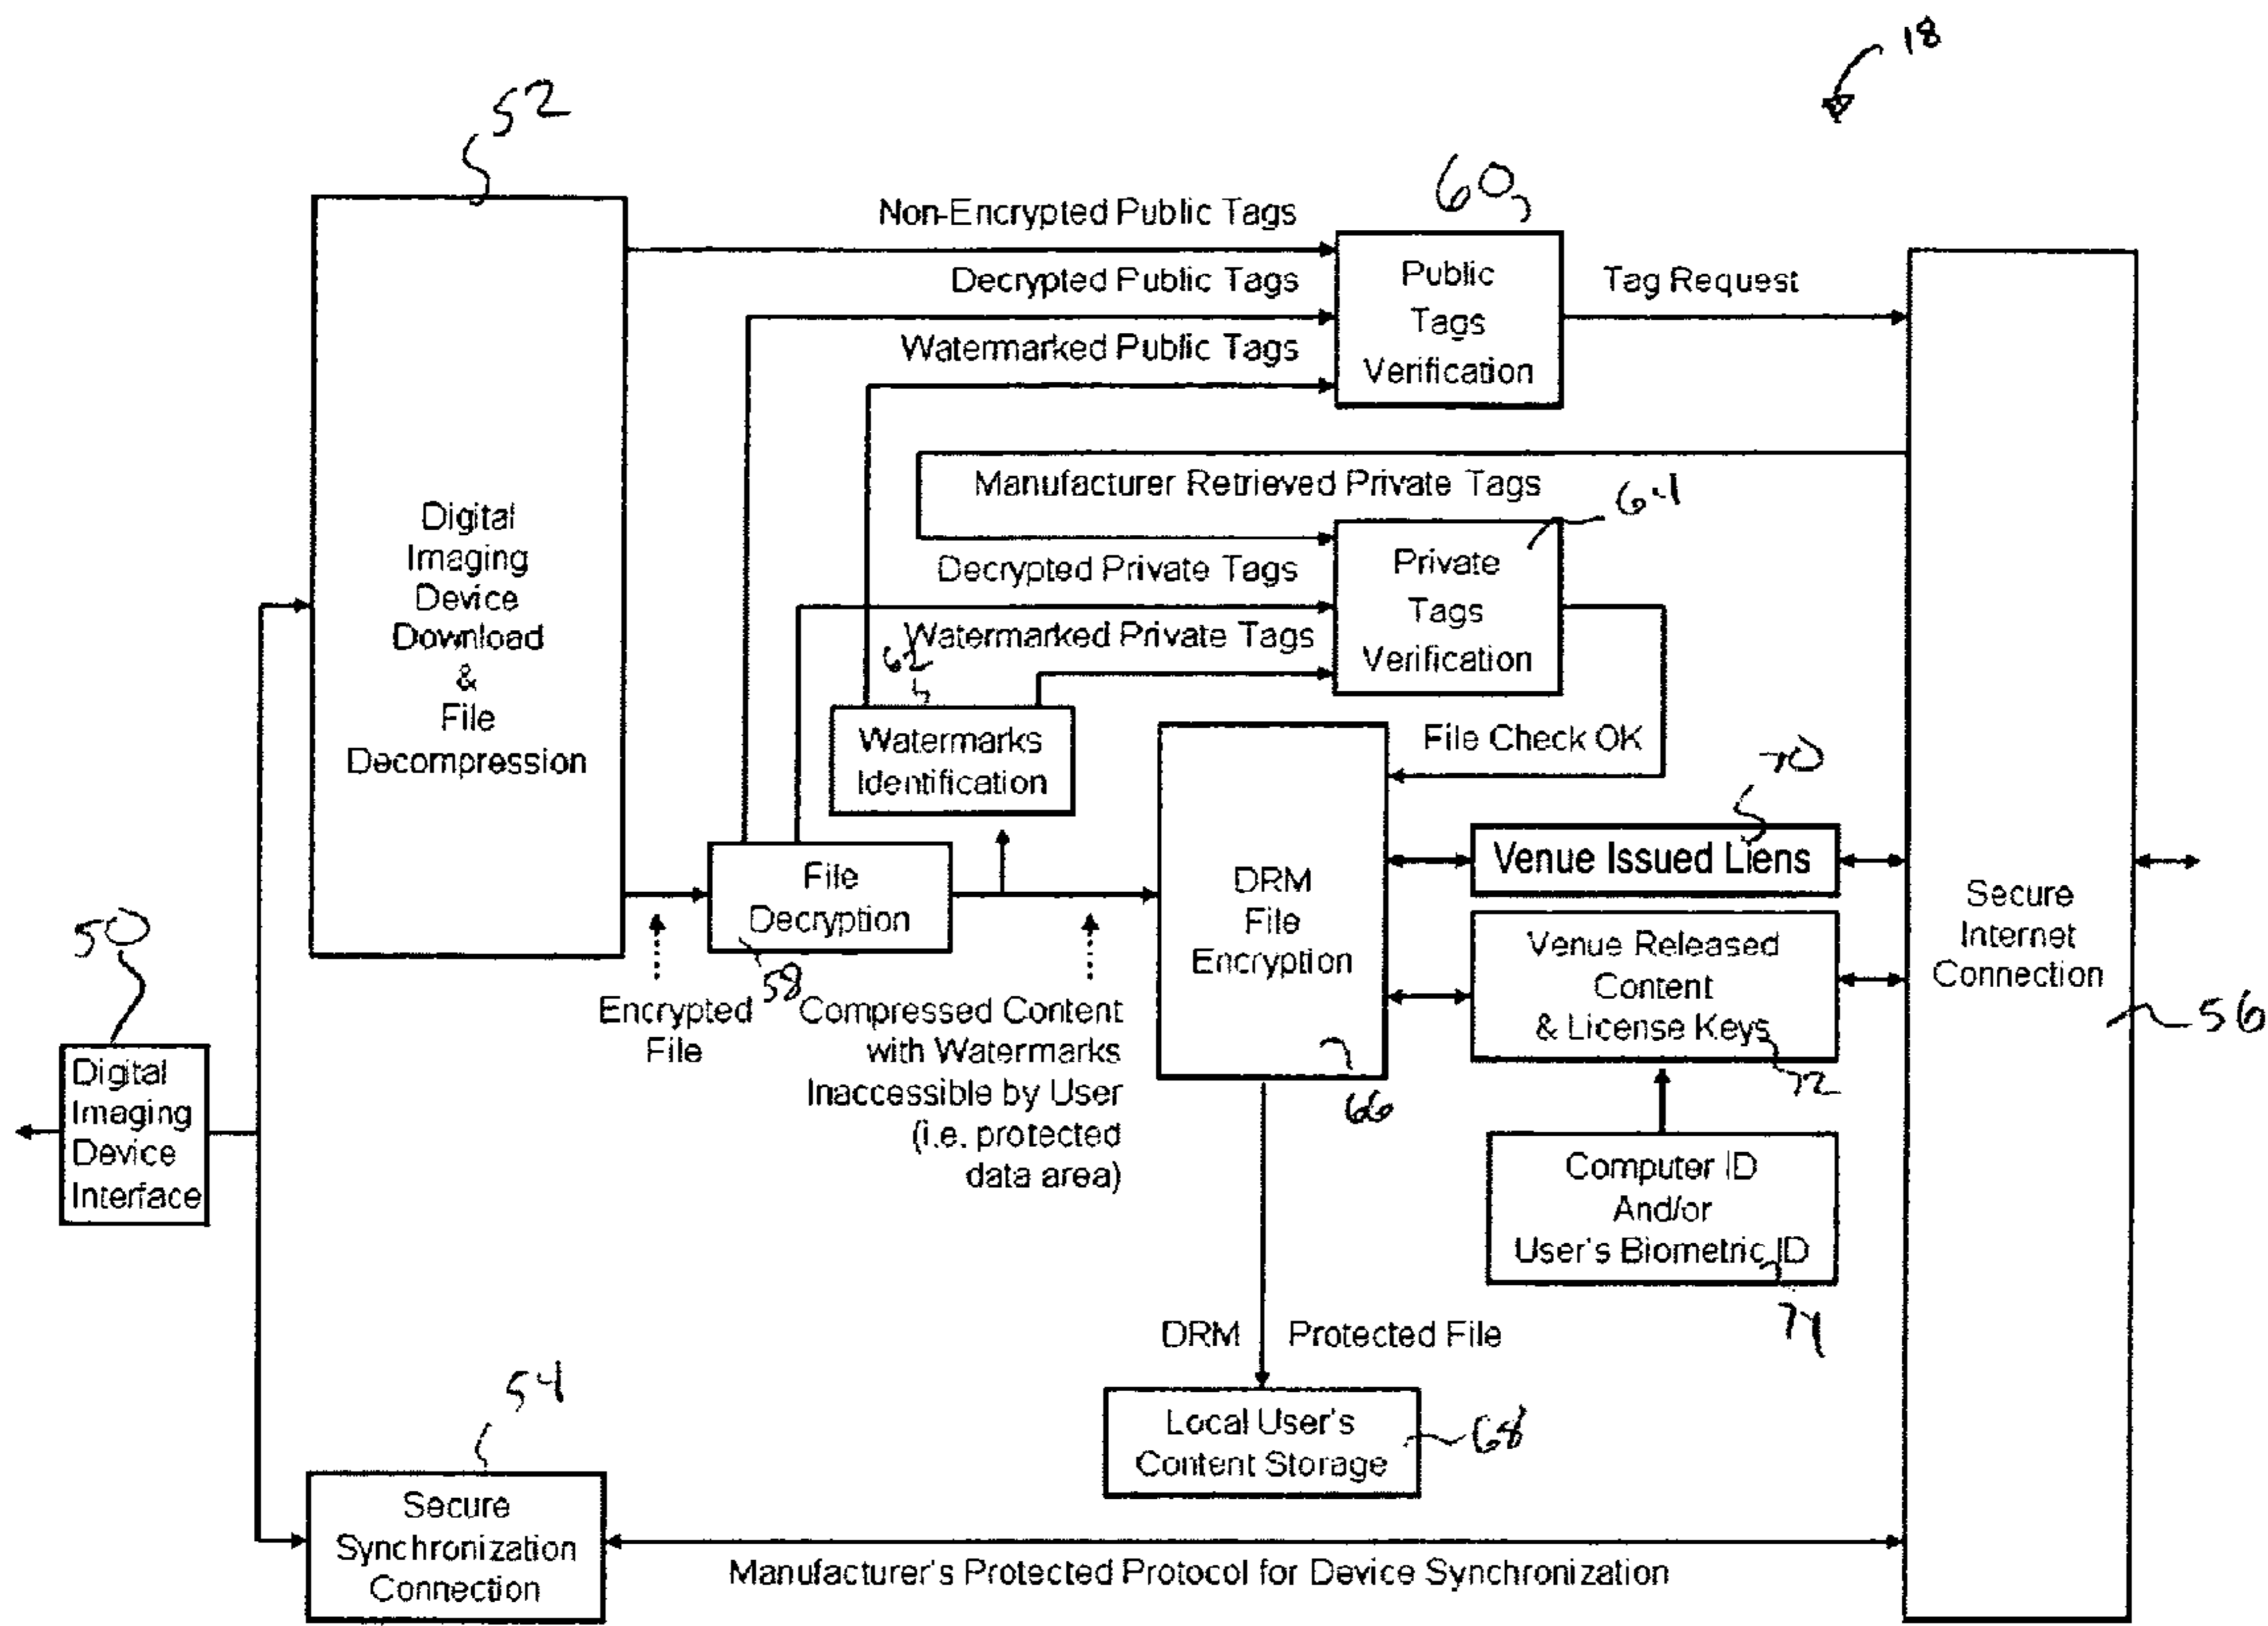 18
52
60
Non-Encrypted Public Tags
Decrypted Public Tags
Watermarked Public Tags
Public
Tags
Verification
Tag Request
Manufacturer Retrieved Private Tags
64
Decrypted Private Tags
Watermarked Private Tags
Private
Tags
Verification
62
Watermarks
Identification
File Check OK
Digital
Imaging
Device
Download
&
File
Decompression
70
Venue Issued Liens
File
Decryption
58
DRM
File
Encryption
66
Venue Released
Content
& License Keys
72
Secure
Internet
Connection
56
50
Digital
Imaging
Device
Interface
Encrypted
File
Compressed Content
with Watermarks
Inaccessible by User
(i.e. protected
data area)
Computer ID
And/or
User's Biometric ID
74
DRM Protected File
Local User's
Content Storage
68
54
Secure
Synchronization
Connection
Manufacturer's Protected Protocol for Device Synchronization